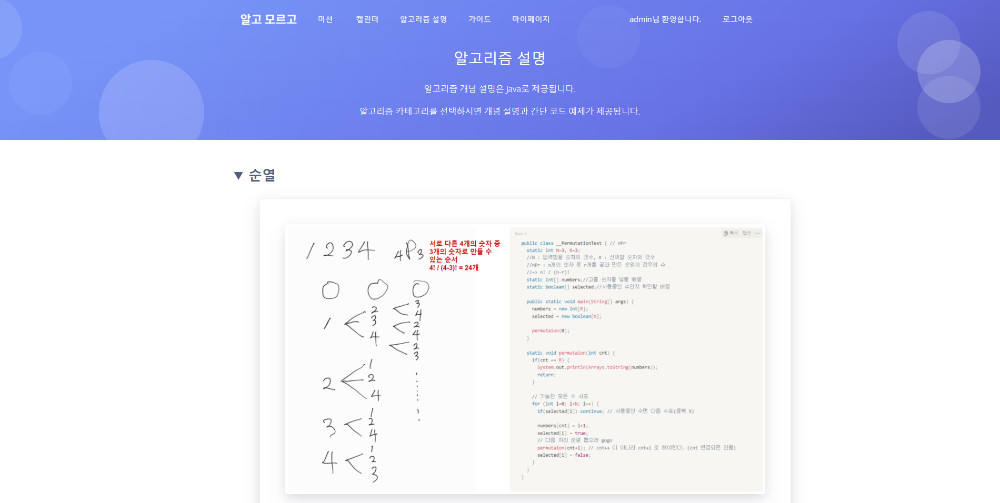 알고 모르고
미션
캘린더
알고리즘 설명
가이드
마이페이지
admin님 환영합니다.
로그아웃
알고리즘 설명
알고리즘 개념 설명은 Java로 제공됩니다.
알고리즘 카테고리를 선택하시면 개념 설명과 간단 코드 예제가 제공됩니다.
▼ 순열
1 2 3 4
4P3
서로 다른 4개의 숫자 중
3개의 숫자로 만들 수
있는 순서
4! / (4-3)! = 24개
0 0 0
1 < 2 3 4
< 3 4
< 2 4
< 2 3
2 < 1 2 4
3 < 1 2 4
4 < 1 2 3
Java
복사 캡션 ···
public class __PermutationTest { // nPr
static int N=3, R=3;
//N : 입력받을 숫자의 갯수, R : 선택할 숫자의 갯수
//nPr : n개의 숫자 중 r개를 골라 만든 순열의 경우의 수
//=> n! / (n-r)!
static int[] numbers;//고를 숫자를 넣을 배열
static boolean[] selected;//사용중인 수인지 확인할 배열
public static void main(String[] args) {
numbers = new int[R];
selected = new boolean[N];
permutaion(0);
}
static void permutaion(int cnt) {
if(cnt == R) {
System.out.println(Arrays.toString(numbers));
return;
}
// 가능한 모든 수 시도
for (int i=0; i<N; i++) {
if(selected[i]) continue; // 사용중인 수면 다음 수로(중복 X)
numbers[cnt] = i+1;
selected[i] = true;
// 다음 자리 순열 뽑으러 gogo
permutaion(cnt+1); // cnt++ 이 아니라 cnt+1 로 해야한다. (cnt 변경되면 안됨)
selected[i] = false;
}
}
}